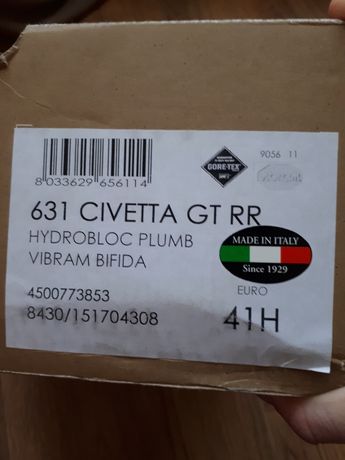 GORE-TEX
9056 11
8 033629 656114
631 CIVETTA GT RR
HYDROBLOC PLUMB
VIBRAM BIFIDA
MADE IN ITALY
Since 1929
4500773853
8430/151704308
EURO
41H